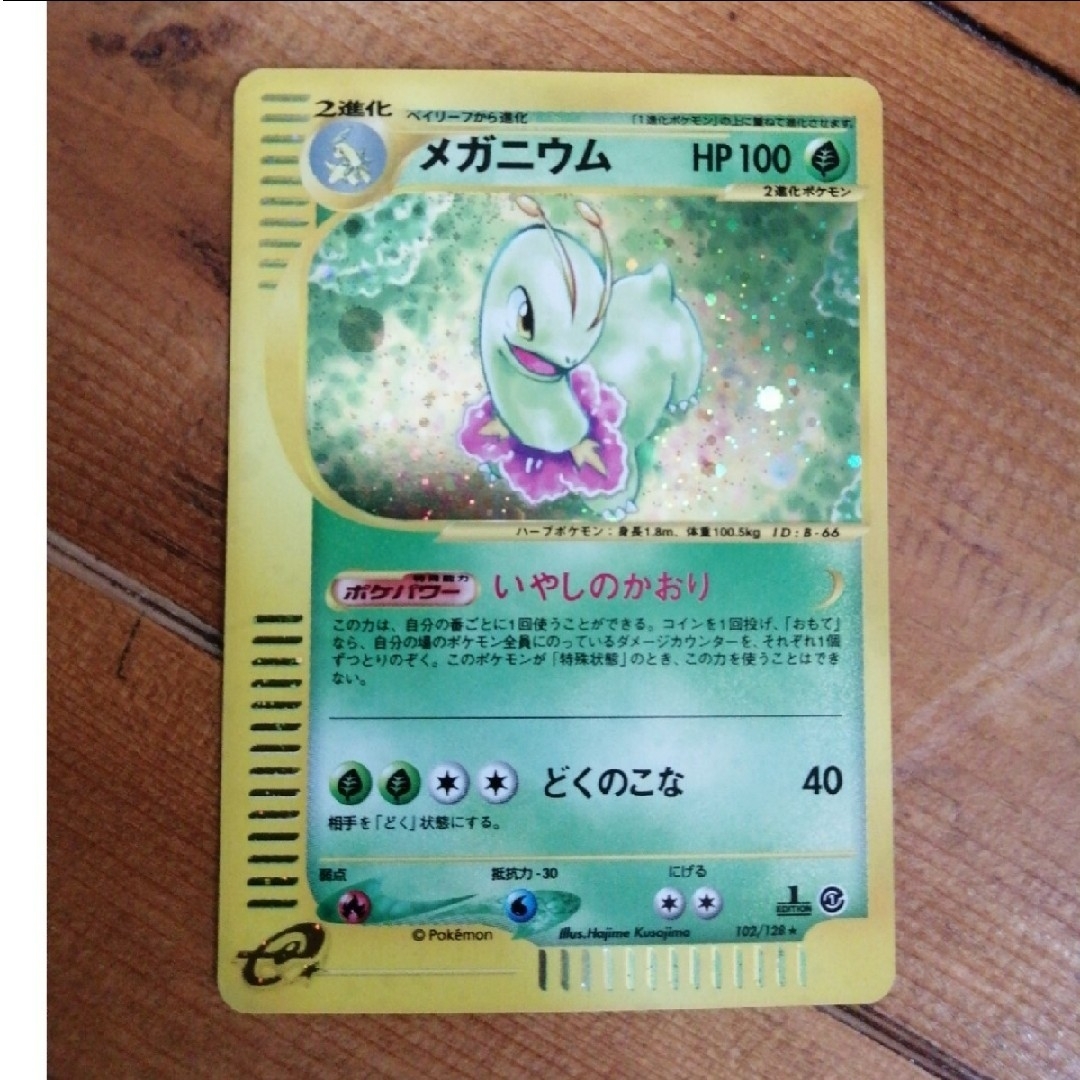 2進化
ベイリーフから進化
「1進化ポケモン」の上に重ねて進化させます。
メガニウム
HP 100
2進化ポケモン
ハーブポケモン：身長1.8m、体重100.5kg ID：B-66
特殊能力
ポケパワー
いやしのかおり
この力は、自分の番ごとに1回使うことができる。コインを1回投げ、「おもて」
なら、自分の場のポケモン全員にのっているダメージカウンターを、それぞれ1個
ずつとりのぞく。このポケモンが「特殊状態」のとき、この力を使うことはでき
ない。
どくのこな
40
相手を「どく」状態にする。
弱点
抵抗力-30
にげる
1
EDITION
©Pokémon
Illus.Hajime Kusajima
102/128★
e